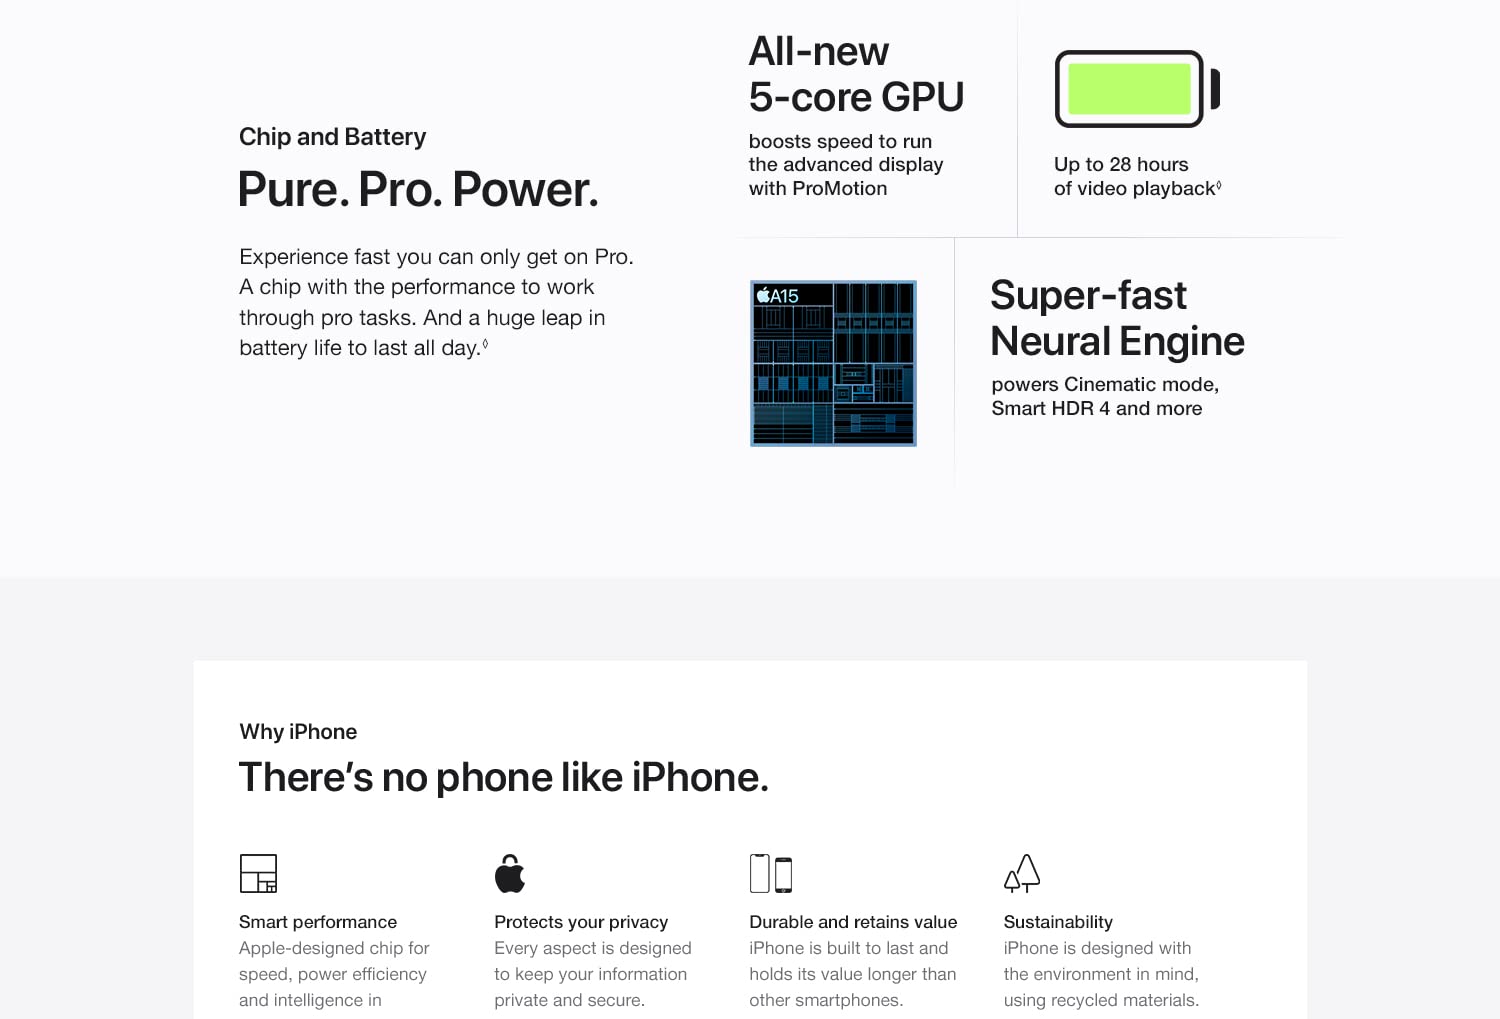 Chip and Battery
Pure. Pro. Power.
Experience fast you can only get on Pro.
A chip with the performance to work
through pro tasks. And a huge leap in
battery life to last all day.◊
All-new
5-core GPU
boosts speed to run
the advanced display
with ProMotion
Up to 28 hours
of video playback◊
A15
Super-fast
Neural Engine
powers Cinematic mode,
Smart HDR 4 and more
Why iPhone
There’s no phone like iPhone.
Smart performance
Apple-designed chip for
speed, power efficiency
and intelligence in
Protects your privacy
Every aspect is designed
to keep your information
private and secure.
Durable and retains value
iPhone is built to last and
holds its value longer than
other smartphones.
Sustainability
iPhone is designed with
the environment in mind,
using recycled materials.